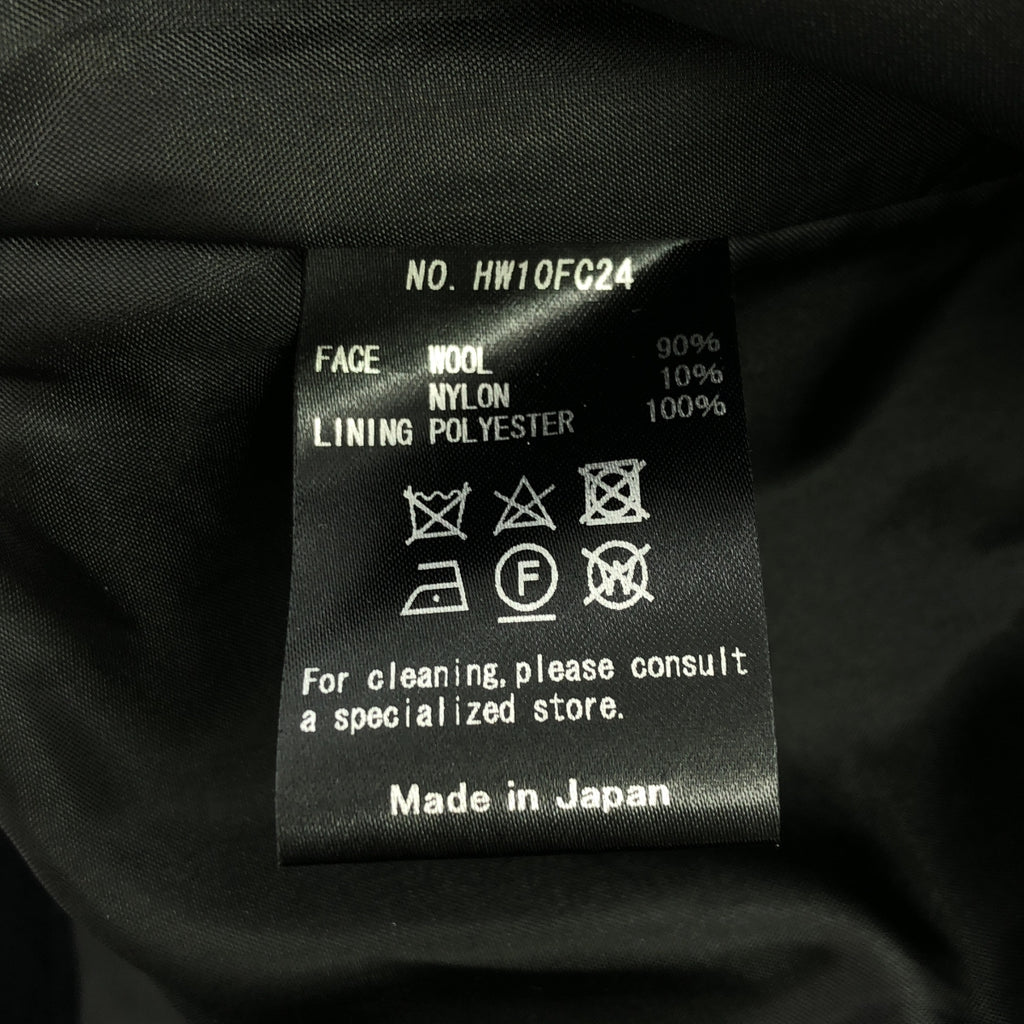 NO. HW10FC24
FACE WOOL 90%
NYLON 10%
LINING POLYESTER 100%
F W
For cleaning, please consult
a specialized store.
Made in Japan